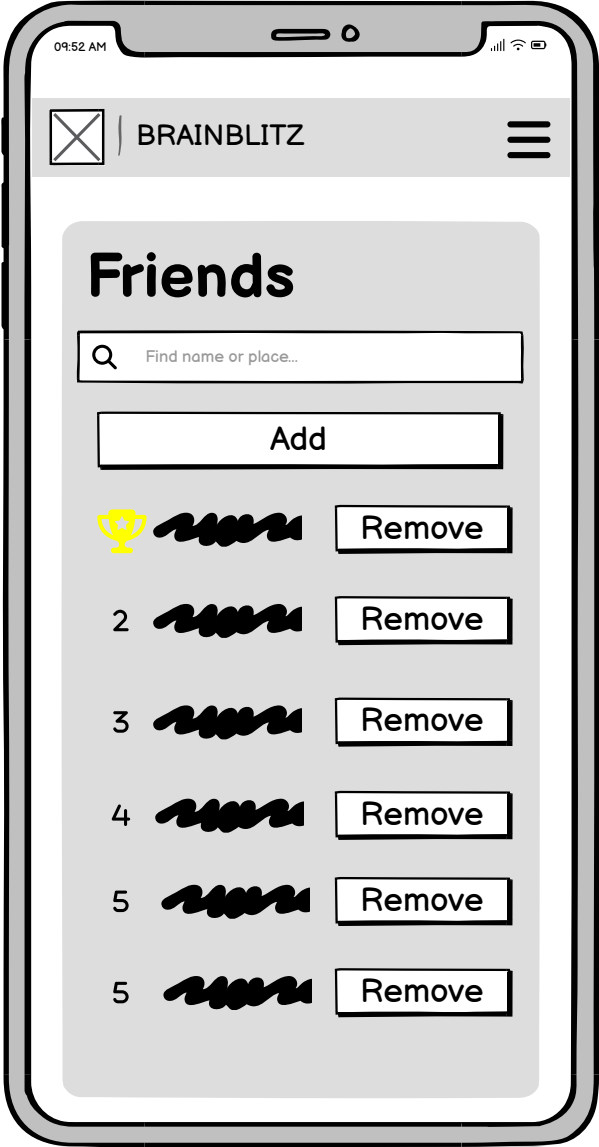 09:52 AM
BRAINBLITZ
Friends
Find name or place...
Add
Remove
2 Remove
3 Remove
4 Remove
5 Remove
5 Remove